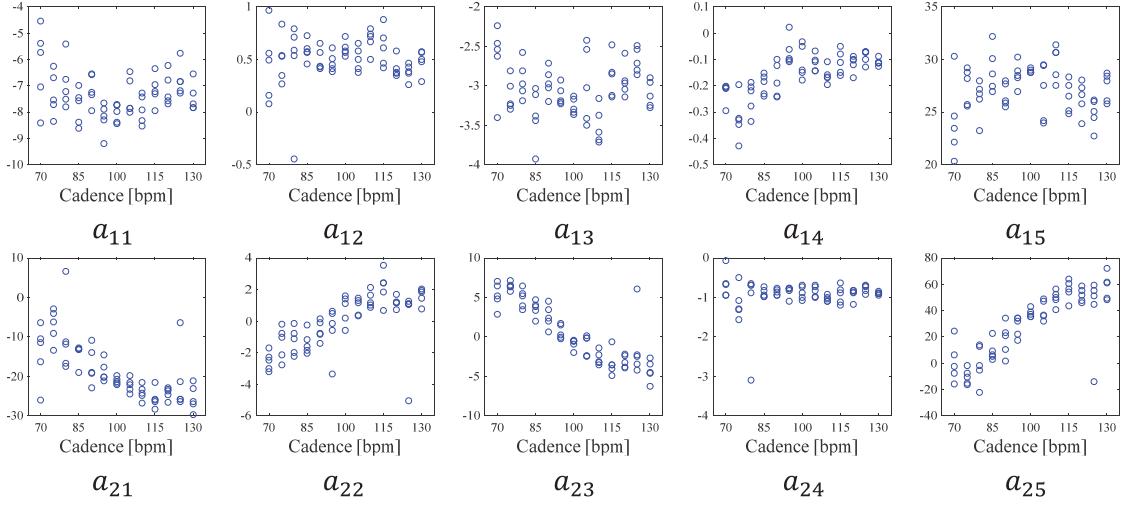 -4 -5 -6 -7 -8 -9 -10
70 85 100 115 130
Cadence [bpm]
a11
1 0.5 0 0.5
70 85 100 115 130
Cadence [bpm]
a12
-2 -2.5 -3 -3.5 -4
70 85 100 115 130
Cadence [bpm]
a13
0.1 0 -0.1 -0.2 -0.3 -0.4 -0.5
70 85 100 115 130
Cadence [bpm]
a14
35 30 25 20
70 85 100 115 130
Cadence [bpm]
a15
10 0 -10 -20 -30
70 85 100 115 130
Cadence [bpm]
a21
4 2 0 -2 -4 -6
70 85 100 115 130
Cadence [bpm]
a22
10 5 0 -5 -10
70 85 100 115 130
Cadence [bpm]
a23
0 -1 -2 -3 -4
70 85 100 115 130
Cadence [bpm]
a24
80 60 40 20 0 -20 -40
70 85 100 115 130
Cadence [bpm]
a25